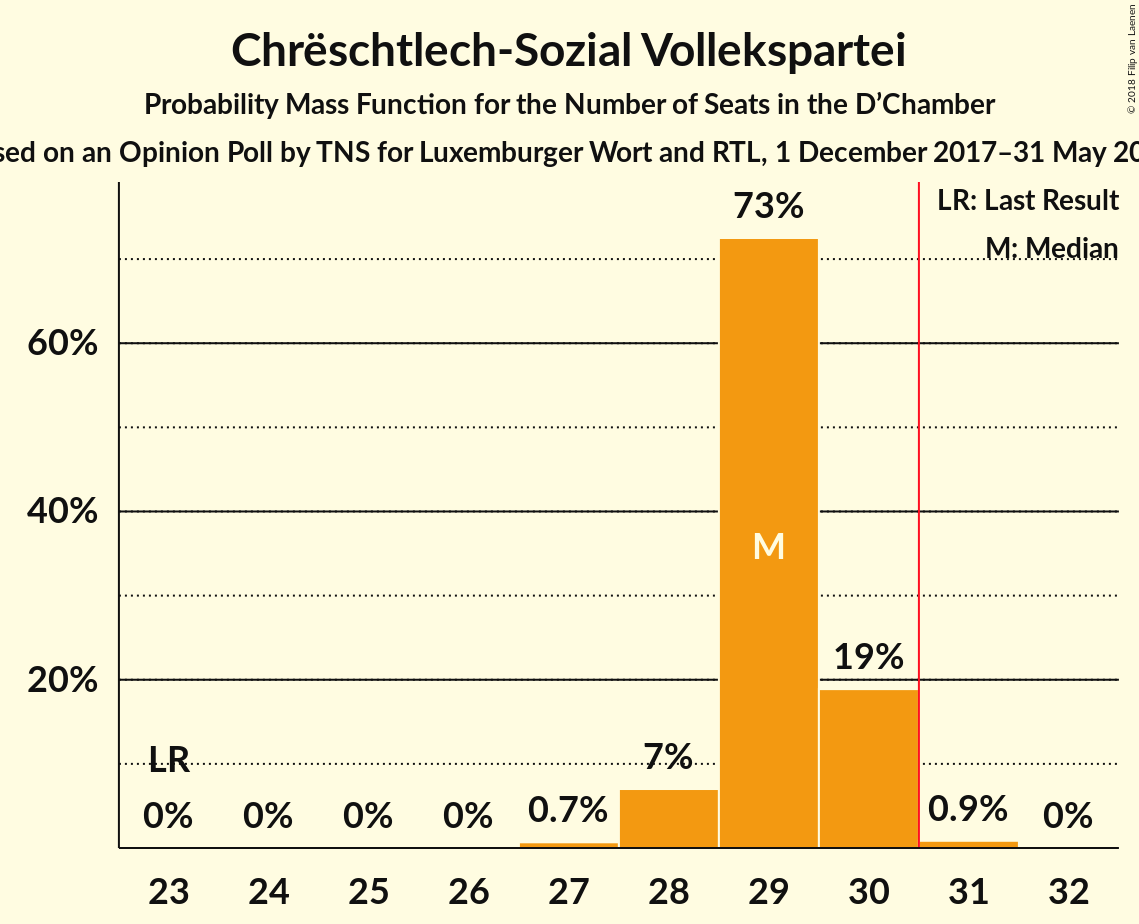 Chrëschtlech-Sozial Vollekspartei
Probability Mass Function for the Number of Seats in the D’Chamber
on an Opinion Poll by TNS for Luxemburger Wort and RTL, 1 December 2017–31 May
© 2018 Filip van Laenen
LR: Last Result
M: Median
73%
60%
40%
M
19%
20%
LR
7%
0%
0%
0%
0%
0.7%
0.9%
0%
23
24
25
26
27
28
29
30
31
32